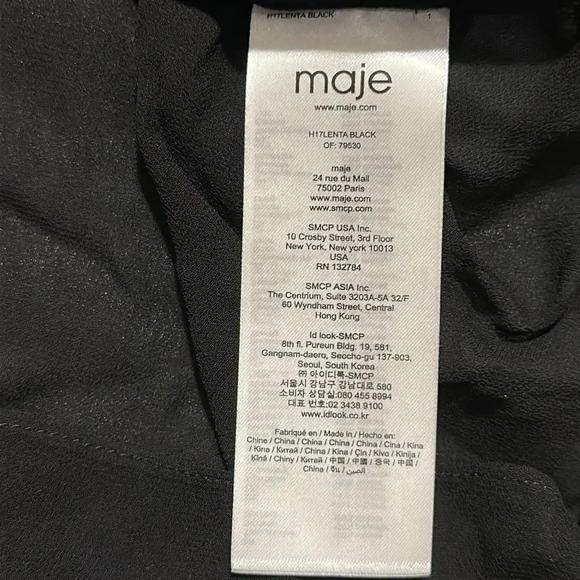 H17LENTA BLACK 1
maje
www.maje.com
H17LENTA BLACK
OF: 79530
maje
24 rue du Mail
75002 Paris
www.maje.com
www.smcp.com
SMCP USA Inc.
10 Crosby Street, 3rd Floor
New York, New york 10013
USA
RN 132784
SMCP ASIA Inc.
The Centrium, Suite 3203A-5A 32/F
60 Wyndham Street, Central
Hong Kong
Id look-SMCP
8th fl. Pureun Bldg. 19, 581,
Gangnam-daero, Seocho-gu 137-903,
Seoul, South Korea
㈜ 아이디룩-SMCP
서울시 강남구 강남대로 580
소비자 상담실:080 455 8994
대표 번호:02 3438 9100
www.idlook.co.kr
Fabriqué en / Made in / Hecho en:
Chine / China / China / China / China / Cina / Kina
/ Kina / Китай / China / Kina / Çin / Kiva / Kinija /
Ķīnā / Chiny / Китай / 中国 / 中國 / 중국 / 中国 /
China / จีน / الصين